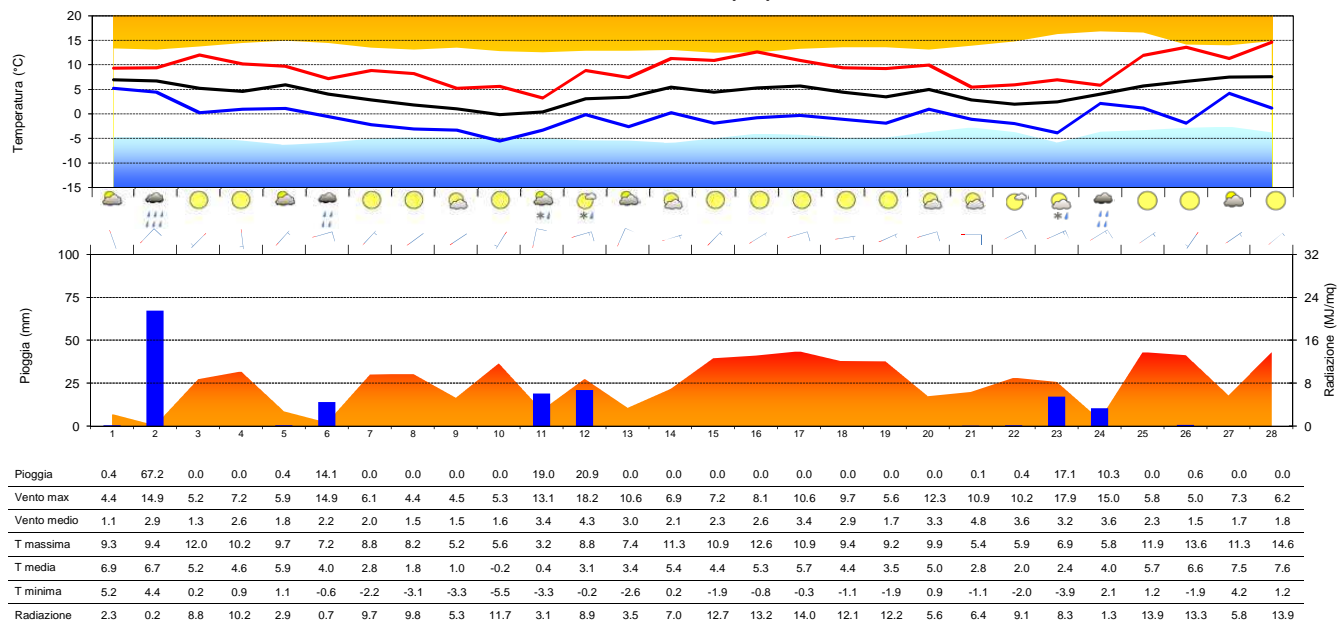 20
15
10
5
0
-5
-10
-15
Temperatura (°C)
100
75
50
25
0
Pioggia (mm)
32
24
16
8
0
Radiazione (MJ/mq)
1 2 3 4 5 6 7 8 9 10 11 12 13 14 15 16 17 18 19 20 21 22 23 24 25 26 27 28
Pioggia 0.4 67.2 0.0 0.0 0.4 14.1 0.0 0.0 0.0 0.0 19.0 20.9 0.0 0.0 0.0 0.0 0.0 0.0 0.0 0.0 0.1 0.4 17.1 10.3 0.0 0.6 0.0 0.0
Vento max 4.4 14.9 5.2 7.2 5.9 14.9 6.1 4.4 4.5 5.3 13.1 18.2 10.6 6.9 7.2 8.1 10.6 9.7 5.6 12.3 10.9 10.2 17.9 15.0 5.8 5.0 7.3 6.2
Vento medio 1.1 2.9 1.3 2.6 1.8 2.2 2.0 1.5 1.5 1.6 3.4 4.3 3.0 2.1 2.3 2.6 3.4 2.9 1.7 3.3 4.8 3.6 3.2 3.6 2.3 1.5 1.7 1.8
T massima 9.3 9.4 12.0 10.2 9.7 7.2 8.8 8.2 5.2 5.6 3.2 8.8 7.4 11.3 10.9 12.6 10.9 9.4 9.2 9.9 5.4 5.9 6.9 5.8 11.9 13.6 11.3 14.6
T media 6.9 6.7 5.2 4.6 5.9 4.0 2.8 1.8 1.0 -0.2 0.4 3.1 3.4 5.4 4.4 5.3 5.7 4.4 3.5 5.0 2.8 2.0 2.4 4.0 5.7 6.6 7.5 7.6
T minima 5.2 4.4 0.2 0.9 1.1 -0.6 -2.2 -3.1 -3.3 -5.5 -3.3 -0.2 -2.6 0.2 -1.9 -0.8 -0.3 -1.1 -1.9 0.9 -1.1 -2.0 -3.9 2.1 1.2 -1.9 4.2 1.2
Radiazione 2.3 0.2 8.8 10.2 2.9 0.7 9.7 9.8 5.3 11.7 3.1 8.9 3.5 7.0 12.7 13.2 14.0 12.1 12.2 5.6 6.4 9.1 8.3 1.3 13.9 13.3 5.8 13.9